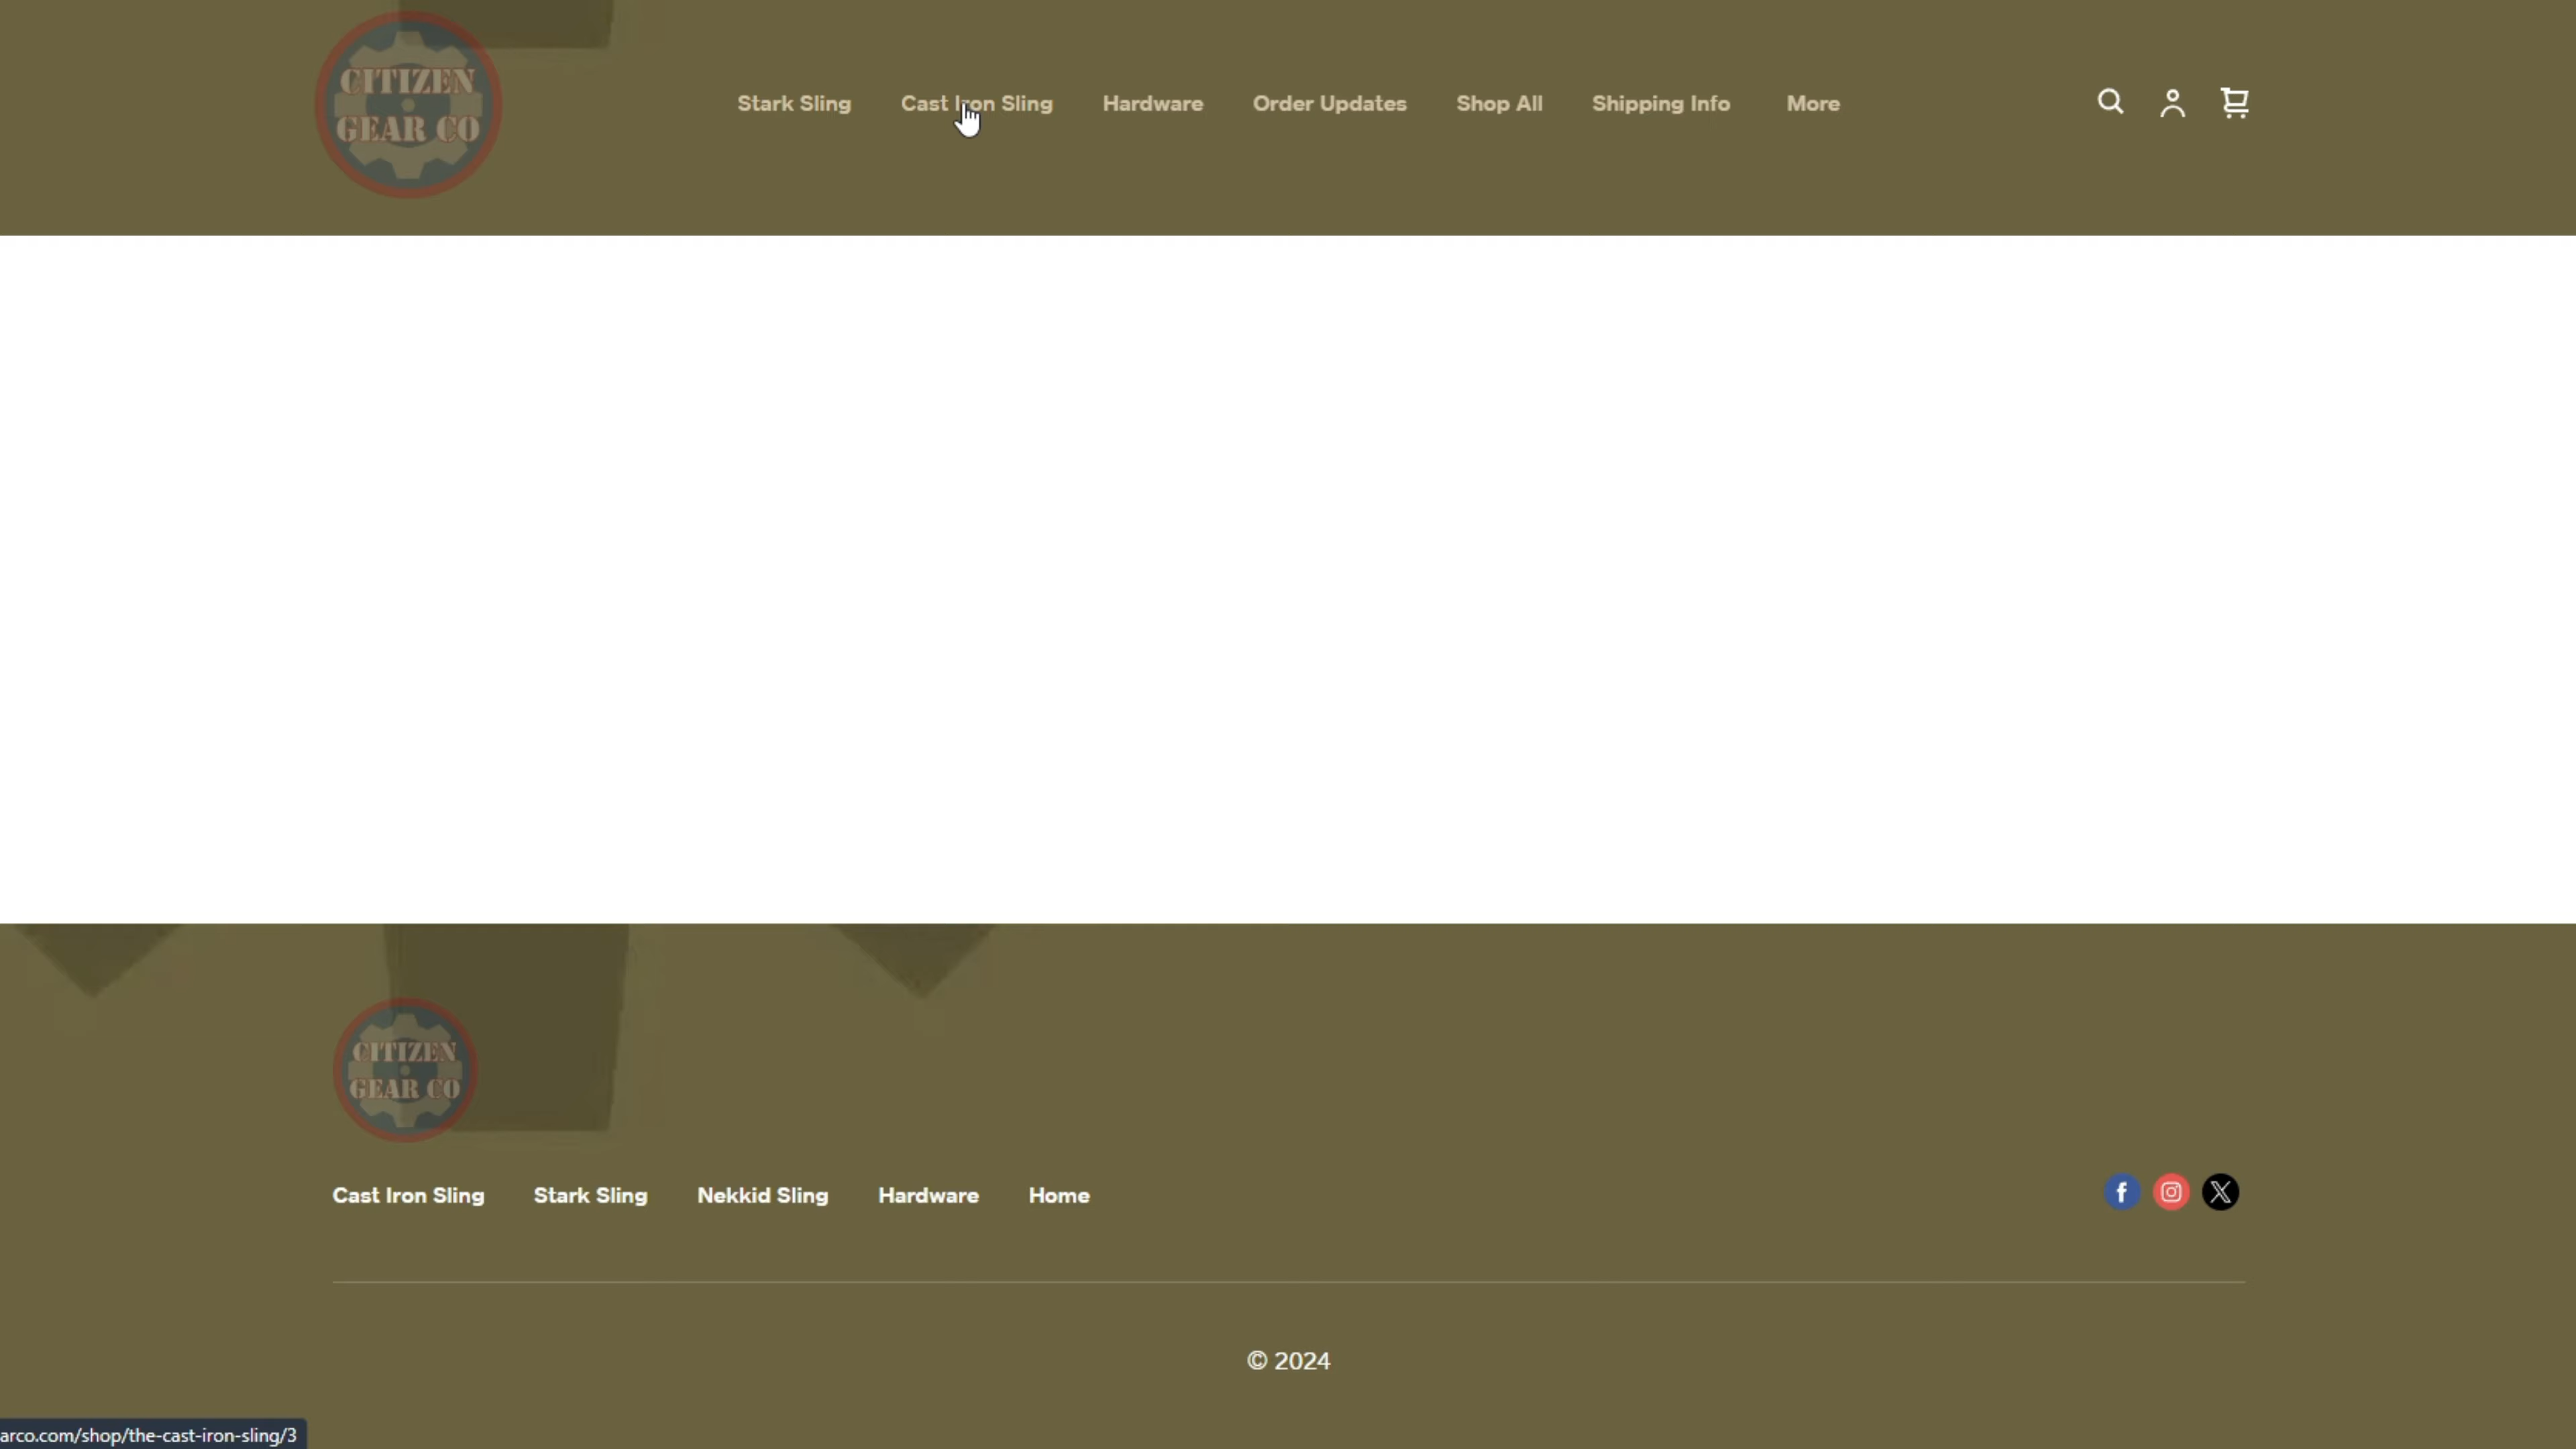 CITIZEN
GEAR CO
Stark Sling Cast Iron Sling Hardware Order Updates Shop All Shipping Info More
CITIZEN
GEAR CO
Cast Iron Sling Stark Sling Nekkid Sling Hardware Home
© 2024
arco.com/shop/the-cast-iron-sling/3